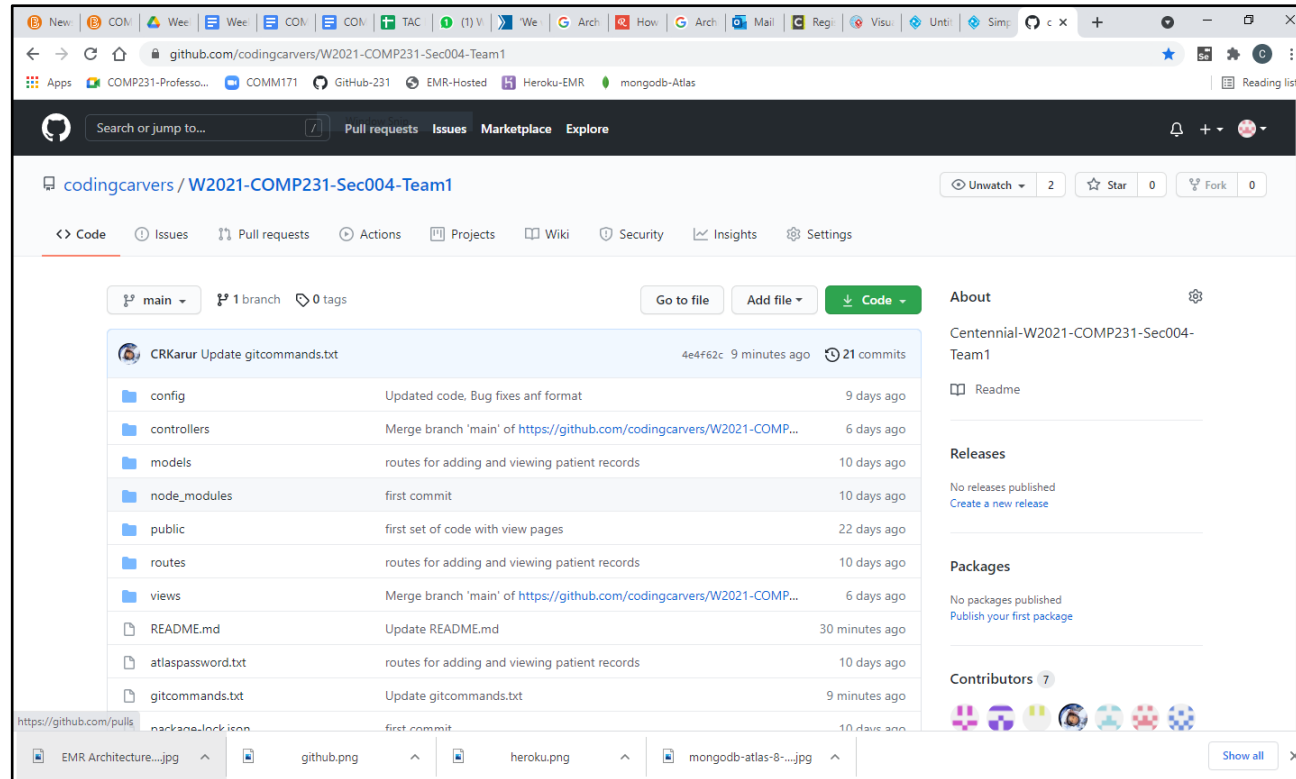 New
COM
Wee
Wee
COM
COM
TAC
(1) W
'We
Arch
How
Arch
Mail
Regi
Visu
Unti
Simp
c
github.com/codingcarvers/W2021-COMP231-Sec004-Team1
Apps COMP231-Professo... COMM171 GitHub-231 EMR-Hosted Heroku-EMR mongodb-Atlas Reading list
Search or jump to... / Pull requests Issues Marketplace Explore
codingcarvers / W2021-COMP231-Sec004-Team1
Unwatch 2 Star 0 Fork 0
<> Code Issues Pull requests Actions Projects Wiki Security Insights Settings
main 1 branch 0 tags Go to file Add file Code
CRKarur Update gitcommands.txt 4e4f62c 9 minutes ago 21 commits
config Updated code, Bug fixes anf format 9 days ago
controllers Merge branch 'main' of https://github.com/codingcarvers/W2021-COMP... 6 days ago
models routes for adding and viewing patient records 10 days ago
node_modules first commit 10 days ago
public first set of code with view pages 22 days ago
routes routes for adding and viewing patient records 10 days ago
views Merge branch 'main' of https://github.com/codingcarvers/W2021-COMP... 6 days ago
README.md Update README.md 30 minutes ago
atlaspassword.txt routes for adding and viewing patient records 10 days ago
gitcommands.txt Update gitcommands.txt 9 minutes ago
package-lock.json first commit 10 days ago
About
Centennial-W2021-COMP231-Sec004-
Team1
Readme
Releases
No releases published
Create a new release
Packages
No packages published
Publish your first package
Contributors 7
https://github.com/pulls
EMR Architecture....jpg github.png heroku.png mongodb-atlas-8-....jpg Show all